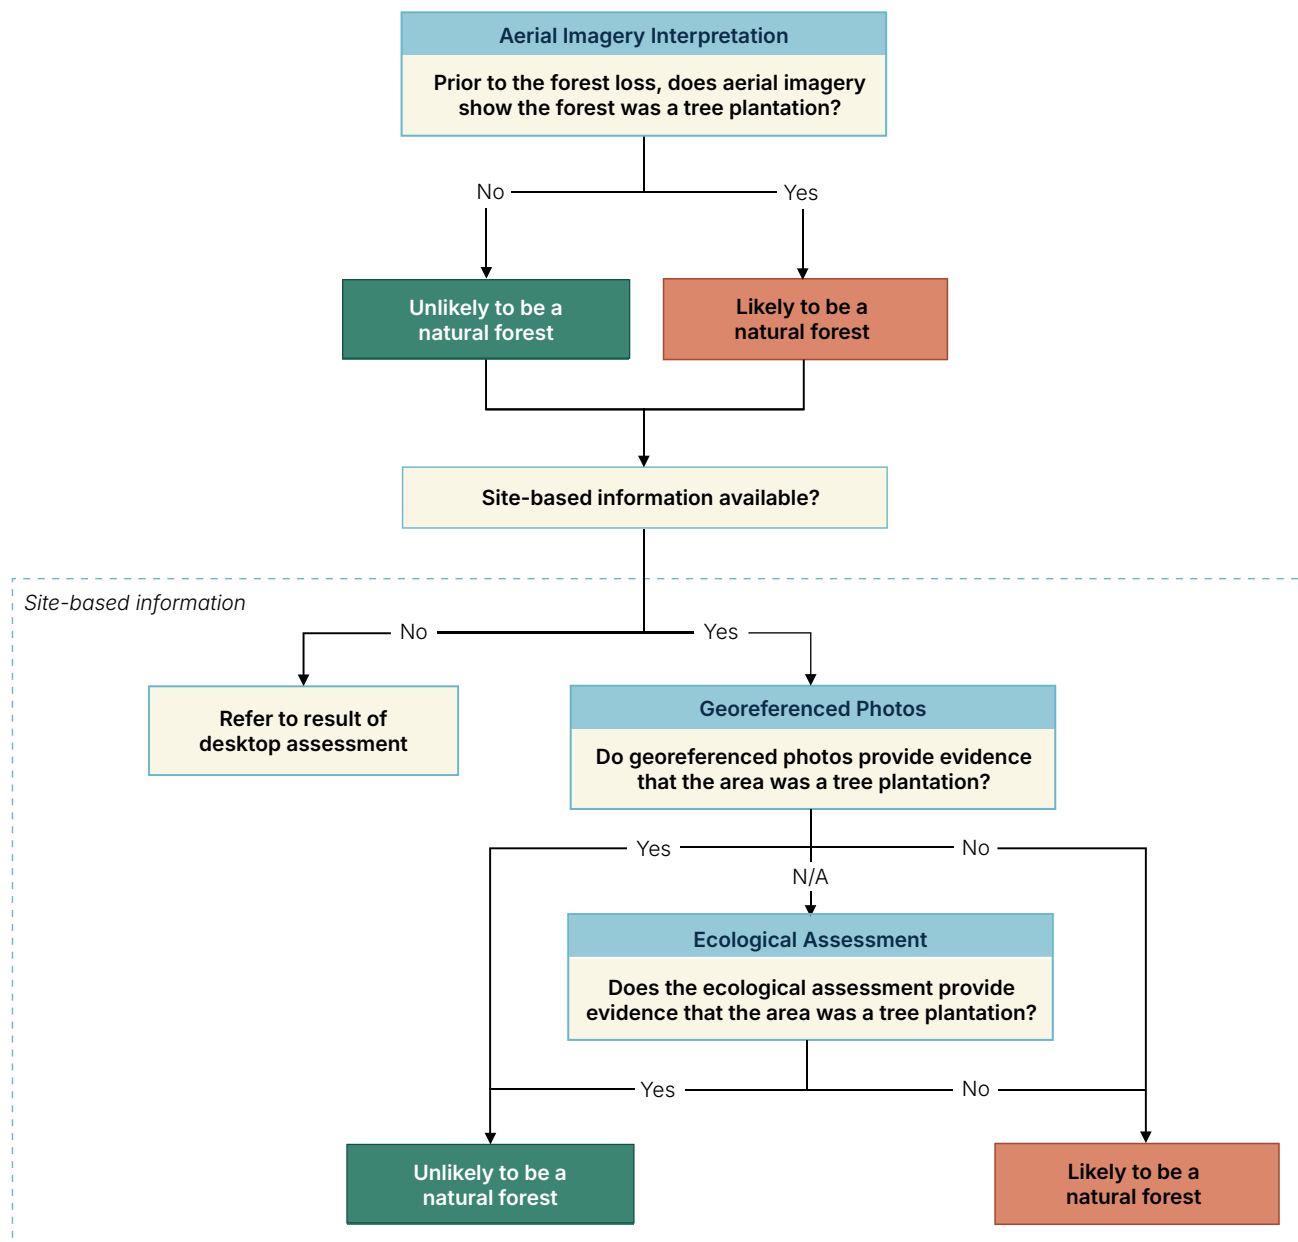 Aerial Imagery Interpretation
Prior to the forest loss, does aerial imagery
show the forest was a tree plantation?
No
Yes
Unlikely to be a
natural forest
Likely to be a
natural forest
Site-based information available?
Site-based information
No
Yes
Refer to result of
desktop assessment
Georeferenced Photos
Do georeferenced photos provide evidence
that the area was a tree plantation?
Yes
No
N/A
Ecological Assessment
Does the ecological assessment provide
evidence that the area was a tree plantation?
Yes
No
Unlikely to be a
natural forest
Likely to be a
natural forest